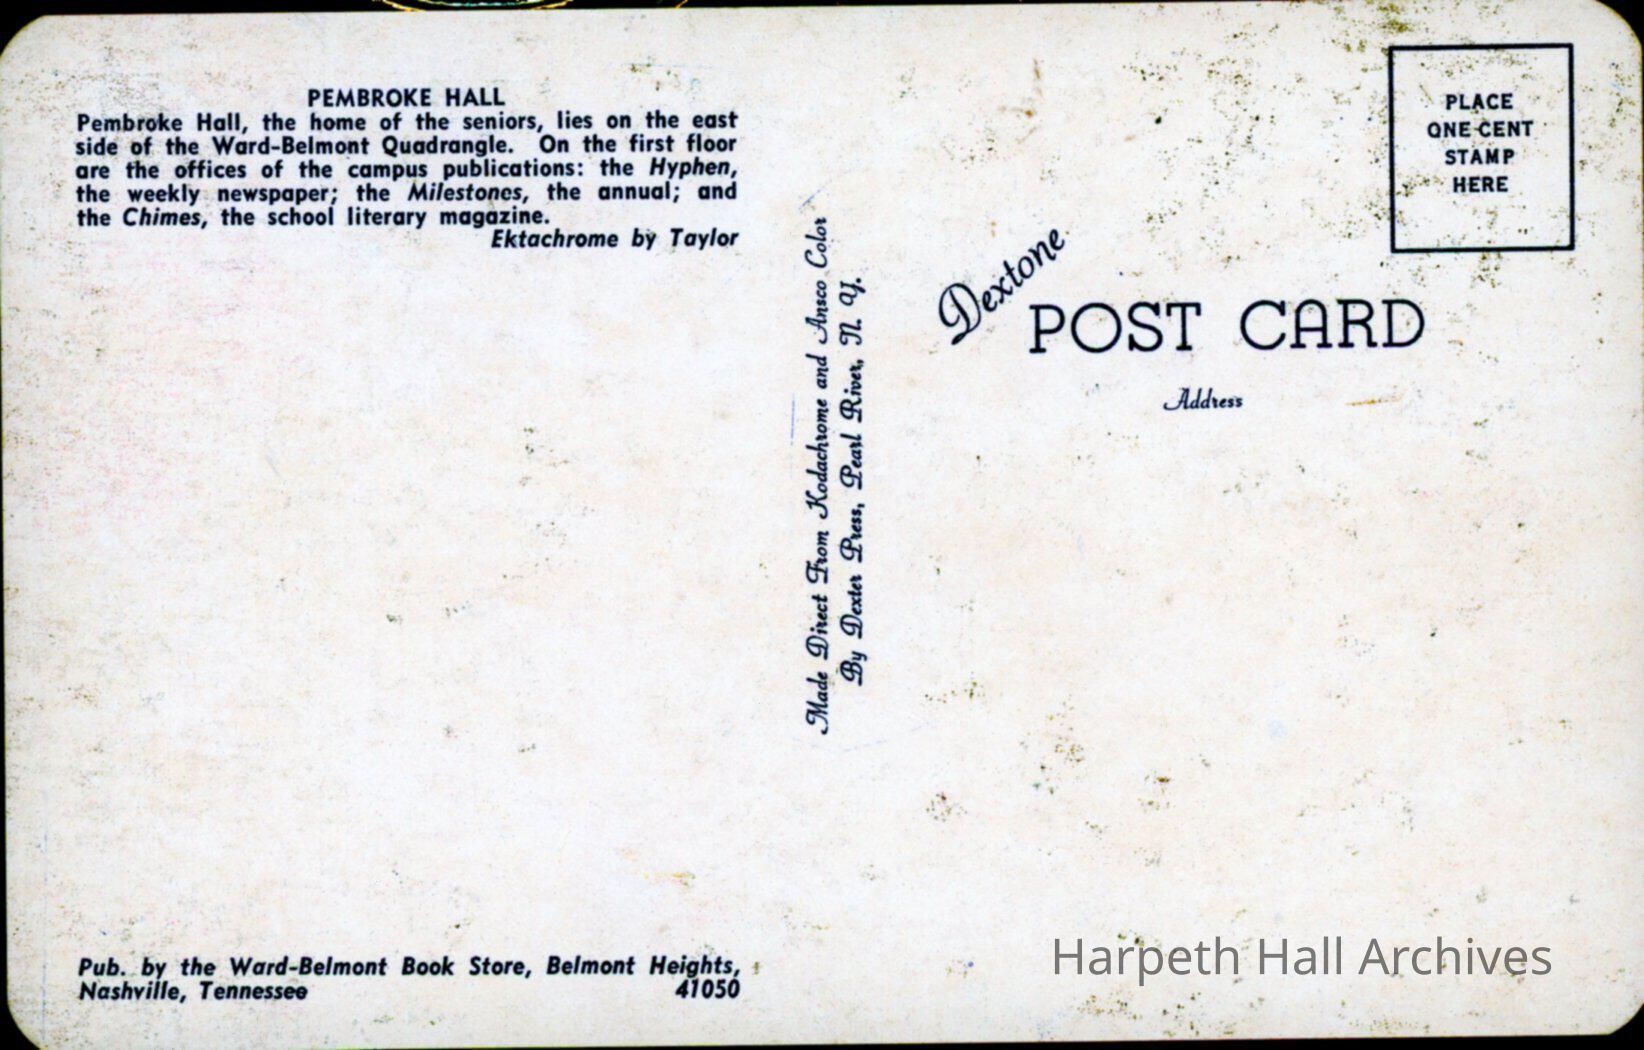 PEMBROKE HALL
Pembroke Hall, the home of the seniors, lies on the east
side of the Ward-Belmont Quadrangle. On the first floor
are the offices of the campus publications: the Hyphen,
the weekly newspaper; the Milestones, the annual; and
the Chimes, the school literary magazine.
Ektachrome by Taylor
Pub. by the Ward-Belmont Book Store, Belmont Heights,
Nashville, Tennessee 41050
Made Direct From Kodachrome and Ansco Color
By Dexter Press, Pearl River, N. Y.
PLACE
ONE CENT
STAMP
HERE
Dextone
POST CARD
Address
Harpeth Hall Archives